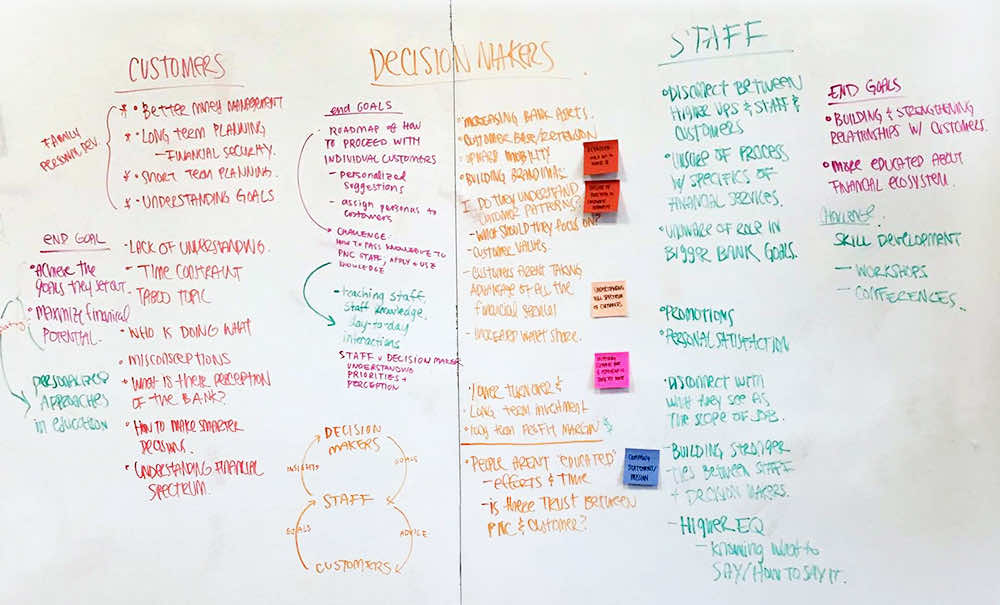 CUSTOMERS
FAMILY
PERSONAL DEV.
* • BETTER MONEY MANAGEMENT
* • LONG TERM PLANNING
- FINANCIAL SECURITY.
* • SHORT TERM PLANNING.
* - UNDERSTANDING GOALS
END GOAL
• ACHIEVE THE
GOALS THEY SET OUT.
• MAXIMIZE FINANCIAL
POTENTIAL.
PERSONALIZED
APPROACHES
in EDUCATION
• LACK OF UNDERSTANDING.
- TIME CONSTRAINT
- TABOO TOPIC
• WHO IS DOING WHAT
• MISCONCEPTIONS
• WHAT IS THEIR PERCEPTION
OF THE BANK?
• HOW TO MAKE SMARTER
DECISIONS.
• UNDERSTANDING FINANCIAL
SPECTRUM.
DECISION MAKERS
END GOALS
• ROADMAP OF HOW
TO PROCEED WITH
INDIVIDUAL CUSTOMERS
- personalized
suggestions
- assign personas to
customers
• CHALLENGE:
HOW TO PASS KNOWLEDGE TO
PNC STAFF; APPLY + USE
KNOWLEDGE
- teaching staff,
staff knowledge.
day-to-day
interactions
STAFF v DECISION MAKER
UNDERSTANDING
PRIORITIES +
PERCEPTION
DECISION
MAKERS
INSIGHTS
GOALS
STAFF
GOALS
ADVICE
CUSTOMERS
• INCREASING BANK ASSETS.
• CUSTOMER BASE/RETENTION
• UPWARD MOBILITY
• BUILDING BRANDING.
DO THEY UNDERSTAND
CUSTOMER PATTERNS?
- WHAT SHOULD THEY FOCUS ON?
- CUSTOMER VALUES.
- CUSTOMERS ARENT TAKING
ADVANTAGE OF ALL THE
FINANCIAL SERVICES
- INCREASED WALLET SHARE.
UNDERSTANDING
FULL SPECTRUM
OF CUSTOMERS
• LOWER TURNOVER &
LONG TERM INVESTMENT
• LONG TERM PROFIT MARGIN $
• PEOPLE ARENT "EDUCATED"
- EFFORTS & TIME
- IS THERE TRUST BETWEEN
PNC & CUSTOMER?
COMPANY
STATEMENT/
MISSION
STAFF
• DISCONNECT BETWEEN
HIGHER UPS & STAFF &
CUSTOMERS
• UNSURE OF PROCESS
W/ SPECIFICS OF
FINANCIAL SERVICES.
• UNAWARE OF ROLE IN
BIGGER BANK GOALS.
• PROMOTIONS
• PERSONAL SATISFACTION
• DISCONNECT WITH
WHAT THEY SEE AS
THE SCOPE OF JOB.
- BUILDING STRONGER
TIES BETWEEN STAFF
+ DECISION MAKERS.
- HIGHER EQ
- KNOWING WHAT TO
SAY/HOW TO SAY IT.
END GOALS
• BUILDING & STRENGTHENING
RELATIONSHIPS W/ CUSTOMERS.
• MORE EDUCATED ABOUT
FINANCIAL ECOSYSTEM.
CHALLENGE:
SKILL DEVELOPMENT
- WORKSHOPS
- CONFERENCES.